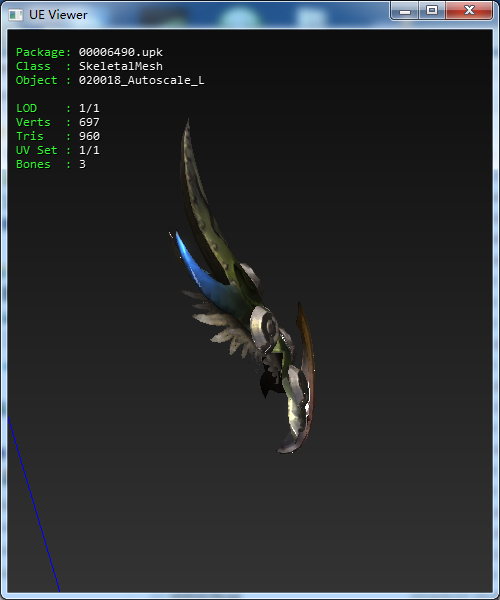 UE Viewer
Package: 00006490.upk
Class : SkeletalMesh
Object : 020018_Autoscale_L
LOD : 1/1
Verts : 697
Tris : 960
UV Set : 1/1
Bones : 3